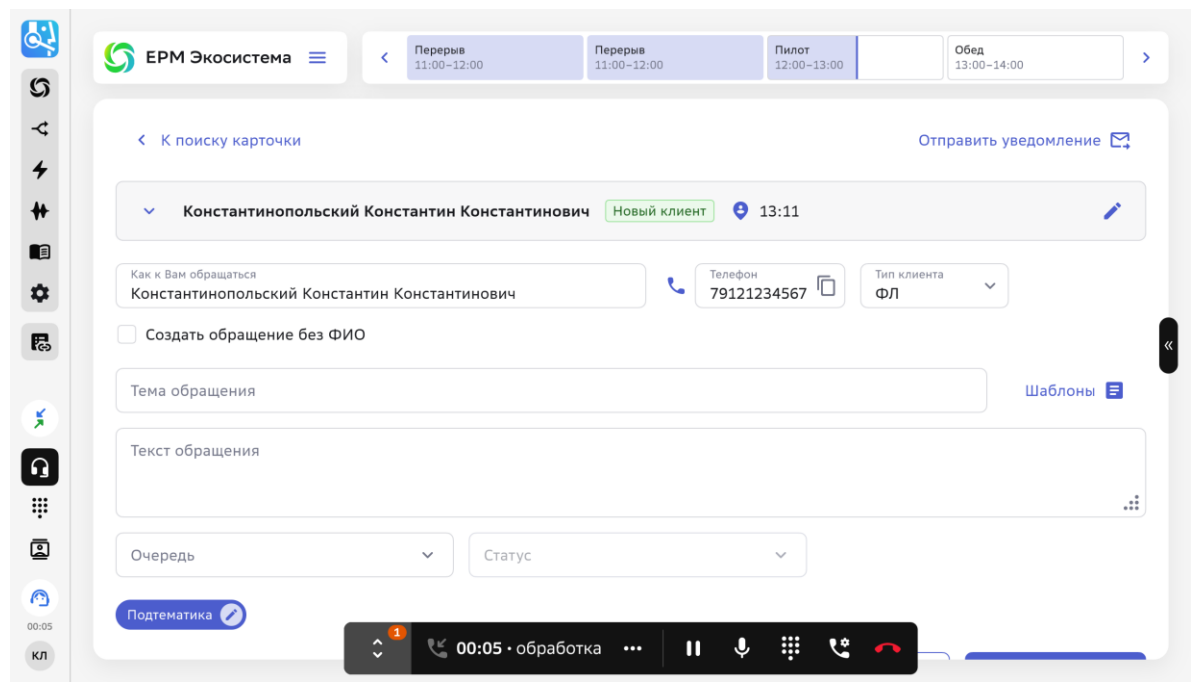 ЕРМ Экосистема
Перерыв
11:00–12:00
Перерыв
11:00–12:00
Пилот
12:00–13:00
Обед
13:00–14:00
К поиску карточки
Отправить уведомление
Константинопольский Константин Константинович Новый клиент 13:11
Как к Вам обращаться
Константинопольский Константин Константинович
Телефон
79121234567
Тип клиента
ФЛ
Создать обращение без ФИО
Тема обращения
Шаблоны
Текст обращения
Очередь
Статус
Подтематика
1
00:05 · обработка
00:05
КЛ